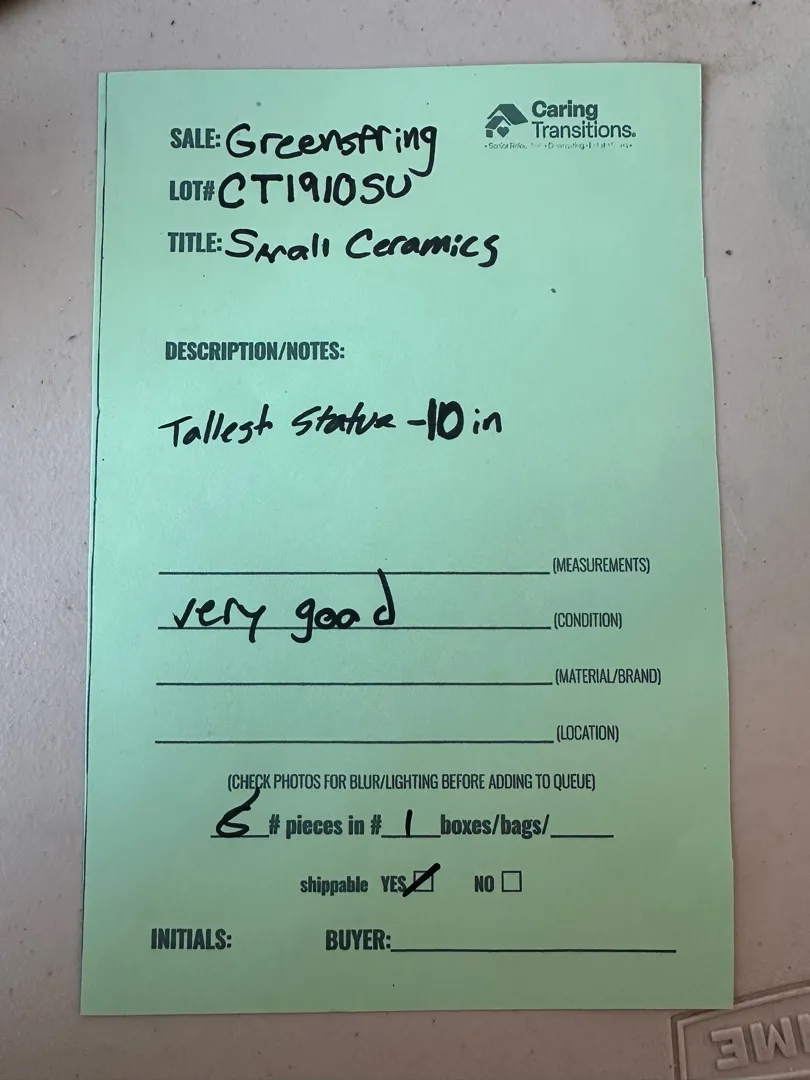 Caring
Transitions.
SALE: Greenspring
LOT# CT1910SU
TITLE: Small Ceramics
DESCRIPTION/NOTES:
Tallest Statue -10 in
(MEASUREMENTS)
very good (CONDITION)
(MATERIAL/BRAND)
(LOCATION)
(CHECK PHOTOS FOR BLUR/LIGHTING BEFORE ADDING TO QUEUE)
6 # pieces in # 1 boxes/bags/
shippable YES NO
INITIALS: BUYER: